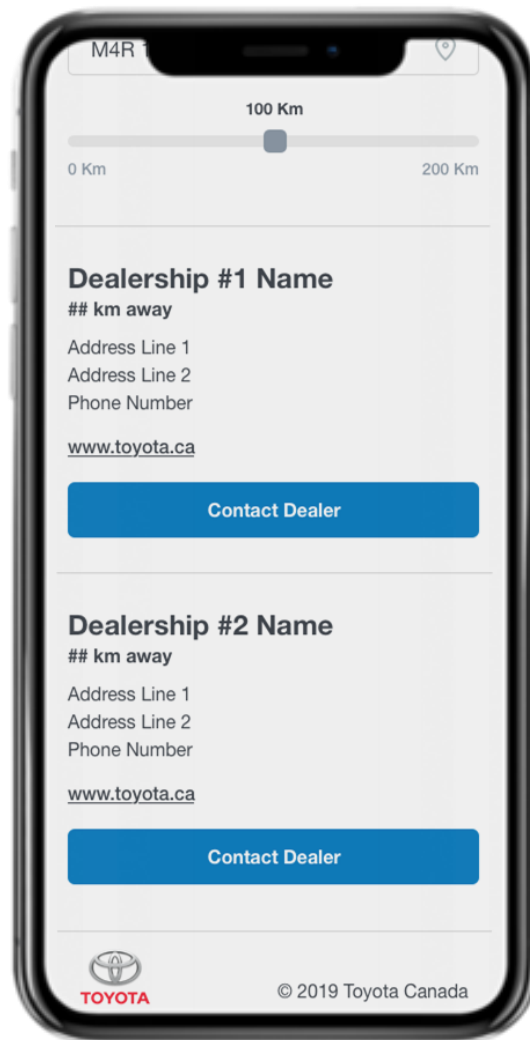 M4R
100 Km
0 Km 200 Km
Dealership #1 Name
## km away
Address Line 1
Address Line 2
Phone Number
www.toyota.ca
Contact Dealer
Dealership #2 Name
## km away
Address Line 1
Address Line 2
Phone Number
www.toyota.ca
Contact Dealer
TOYOTA
© 2019 Toyota Canada